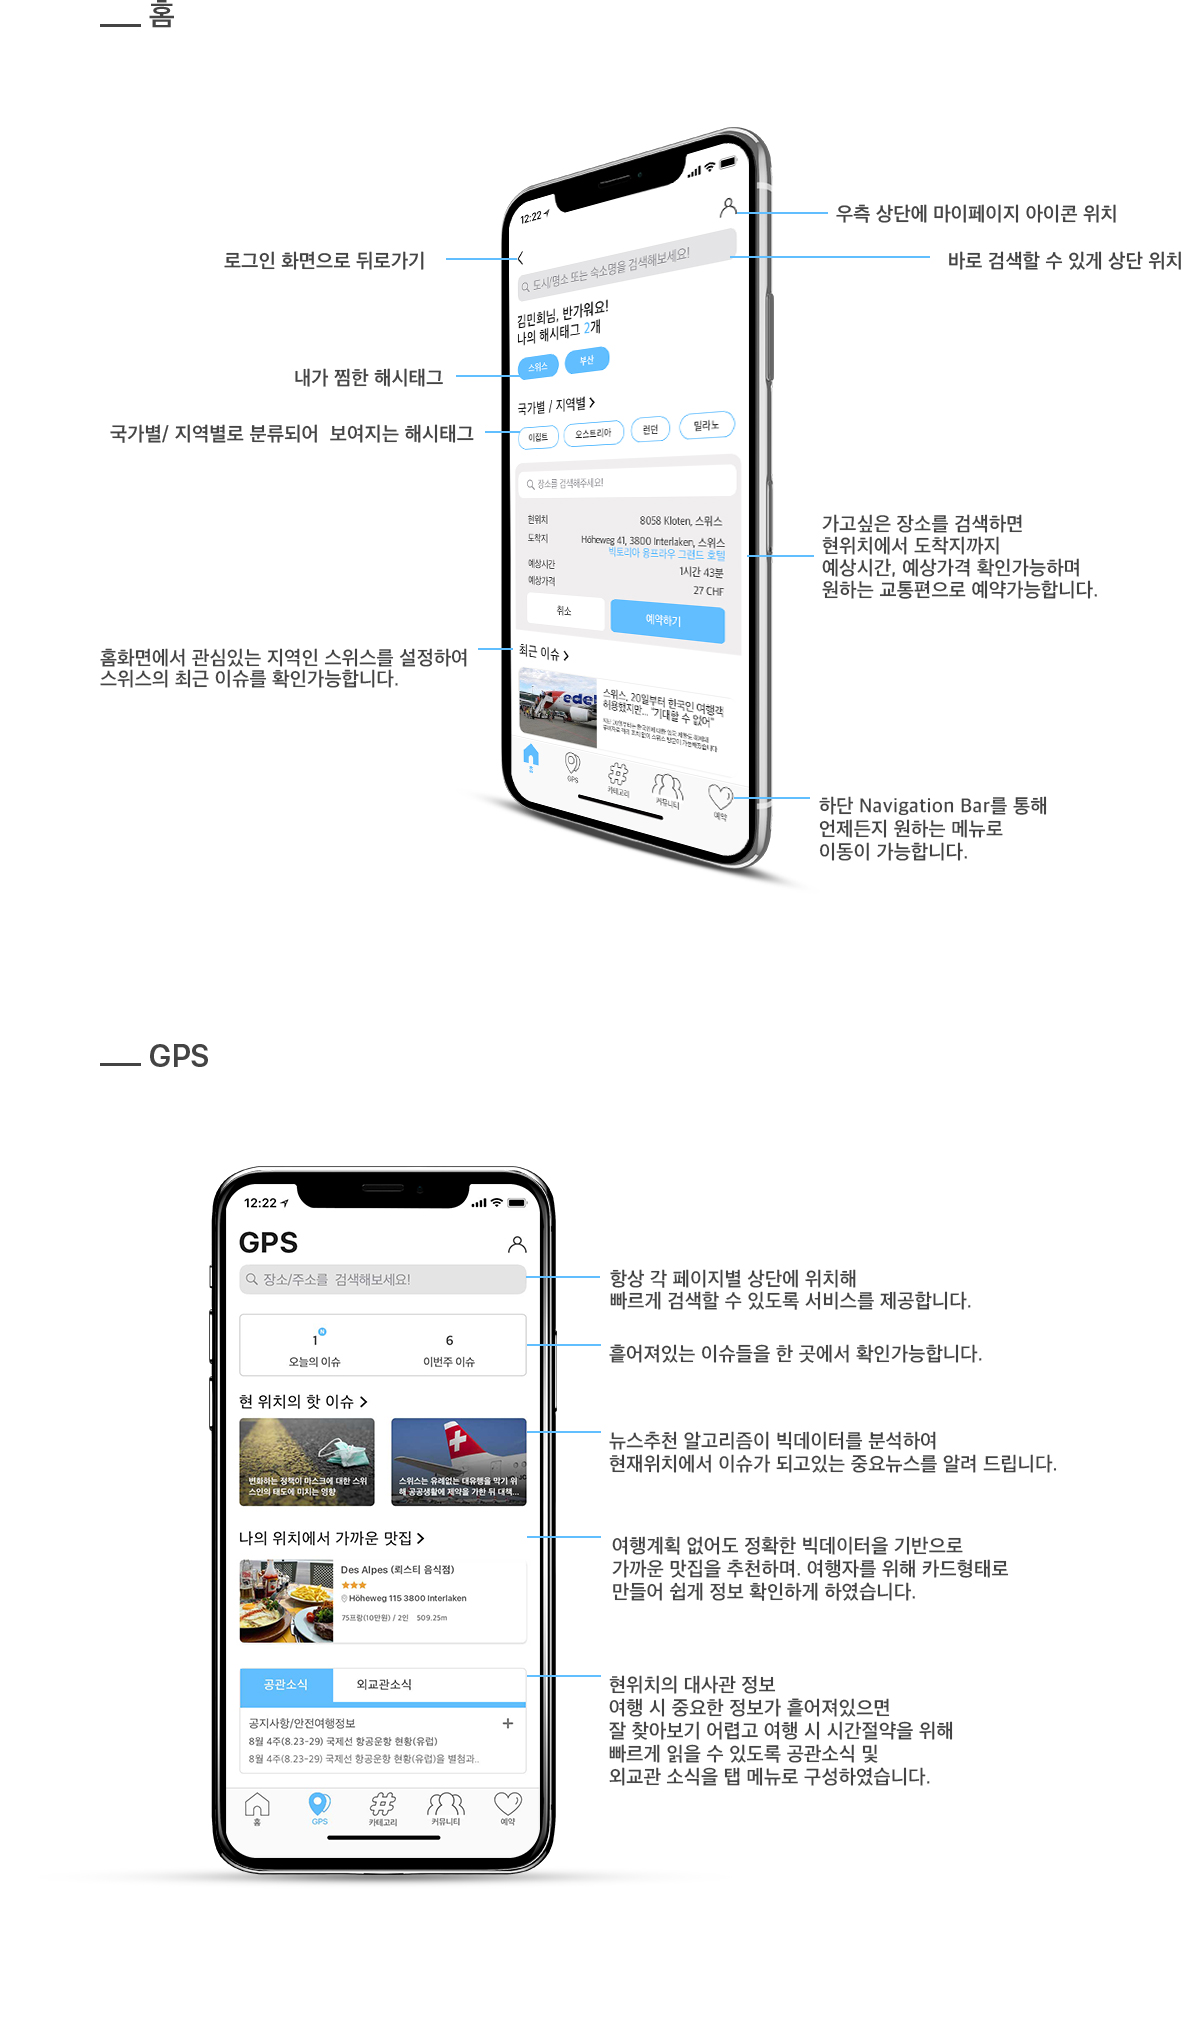 홈
12:22
우측 상단에 마이페이지 아이콘 위치
로그인 화면으로 뒤로가기
바로 검색할 수 있게 상단 위치
도시/명소 또는 숙소명을 검색해보세요!
김민희님, 반가워요!
나의 해시태그 2개
스위스 부산
내가 찜한 해시태그
국가별 / 지역별
국가별/ 지역별로 분류되어 보여지는 해시태그
이집트 오스트리아 런던 밀라노
장소를 검색해주세요!
현위치 8058 Kloten, 스위스
도착지 Höheweg 41, 3800 Interlaken, 스위스
빅토리아 융프라우 그랜드 호텔
예상시간 1시간 43분
예상가격 27 CHF
취소 예약하기
가고싶은 장소를 검색하면
현위치에서 도착지까지
예상시간, 예상가격 확인가능하며
원하는 교통편으로 예약가능합니다.
최근 이슈
홈화면에서 관심있는 지역인 스위스를 설정하여
스위스의 최근 이슈를 확인가능합니다.
edel
스위스, 20일부터 한국인 여행객
허용했지만... "기대할 수 없어"
홈 GPS 카테고리 커뮤니티 예약
하단 Navigation Bar를 통해
언제든지 원하는 메뉴로
이동이 가능합니다.
GPS
12:22
GPS
장소/주소를 검색해보세요!
항상 각 페이지별 상단에 위치해
빠르게 검색할 수 있도록 서비스를 제공합니다.
1 N 6
오늘의 이슈 이번주 이슈
흩어져있는 이슈들을 한 곳에서 확인가능합니다.
현 위치의 핫 이슈
변화하는 정책이 마스크에 대한 스위
스인의 태도에 미치는 영향
스위스는 유례없는 대유행을 막기 위
해 공공생활에 제약을 가한 뒤 대책...
뉴스추천 알고리즘이 빅데이터를 분석하여
현재위치에서 이슈가 되고있는 중요뉴스를 알려 드립니다.
나의 위치에서 가까운 맛집
Des Alpes (뢰스티 음식점)
Höheweg 115 3800 Interlaken
75프랑(10만원) / 2인 509.25m
여행계획 없어도 정확한 빅데이터을 기반으로
가까운 맛집을 추천하며. 여행자를 위해 카드형태로
만들어 쉽게 정보 확인하게 하였습니다.
공관소식 외교관소식
공지사항/안전여행정보 +
8월 4주(8.23-29) 국제선 항공운항 현황(유럽)
8월 4주(8.23-29) 국제선 항공운항 현황(유럽)을 별첨과..
현위치의 대사관 정보
여행 시 중요한 정보가 흩어져있으면
잘 찾아보기 어렵고 여행 시 시간절약을 위해
빠르게 읽을 수 있도록 공관소식 및
외교관 소식을 탭 메뉴로 구성하였습니다.
홈 GPS 카테고리 커뮤니티 예약